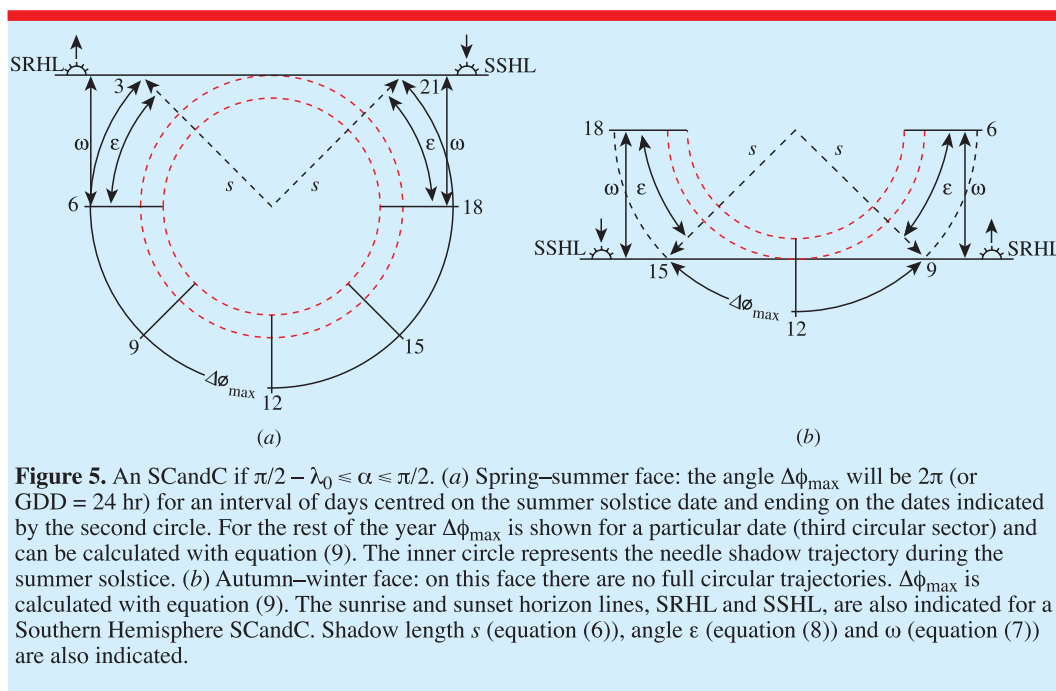 SRHL
SSHL
3
21
ω
ε
ε
ω
s
s
6
18
9
15
Δø max
12
(a)
18
6
s
s
ω
ε
ε
ω
SSHL
SRHL
15
9
Δø max
12
(b)
Figure 5. An SCandC if π/2 – λ0 ⩽ α ⩽ π/2. (a) Spring–summer face: the angle Δϕmax will be 2π (or
GDD = 24 hr) for an interval of days centred on the summer solstice date and ending on the dates indicated
by the second circle. For the rest of the year Δϕmax is shown for a particular date (third circular sector) and
can be calculated with equation (9). The inner circle represents the needle shadow trajectory during the
summer solstice. (b) Autumn–winter face: on this face there are no full circular trajectories. Δϕmax is
calculated with equation (9). The sunrise and sunset horizon lines, SRHL and SSHL, are also indicated for a
Southern Hemisphere SCandC. Shadow length s (equation (6)), angle ε (equation (8)) and ω (equation (7))
are also indicated.